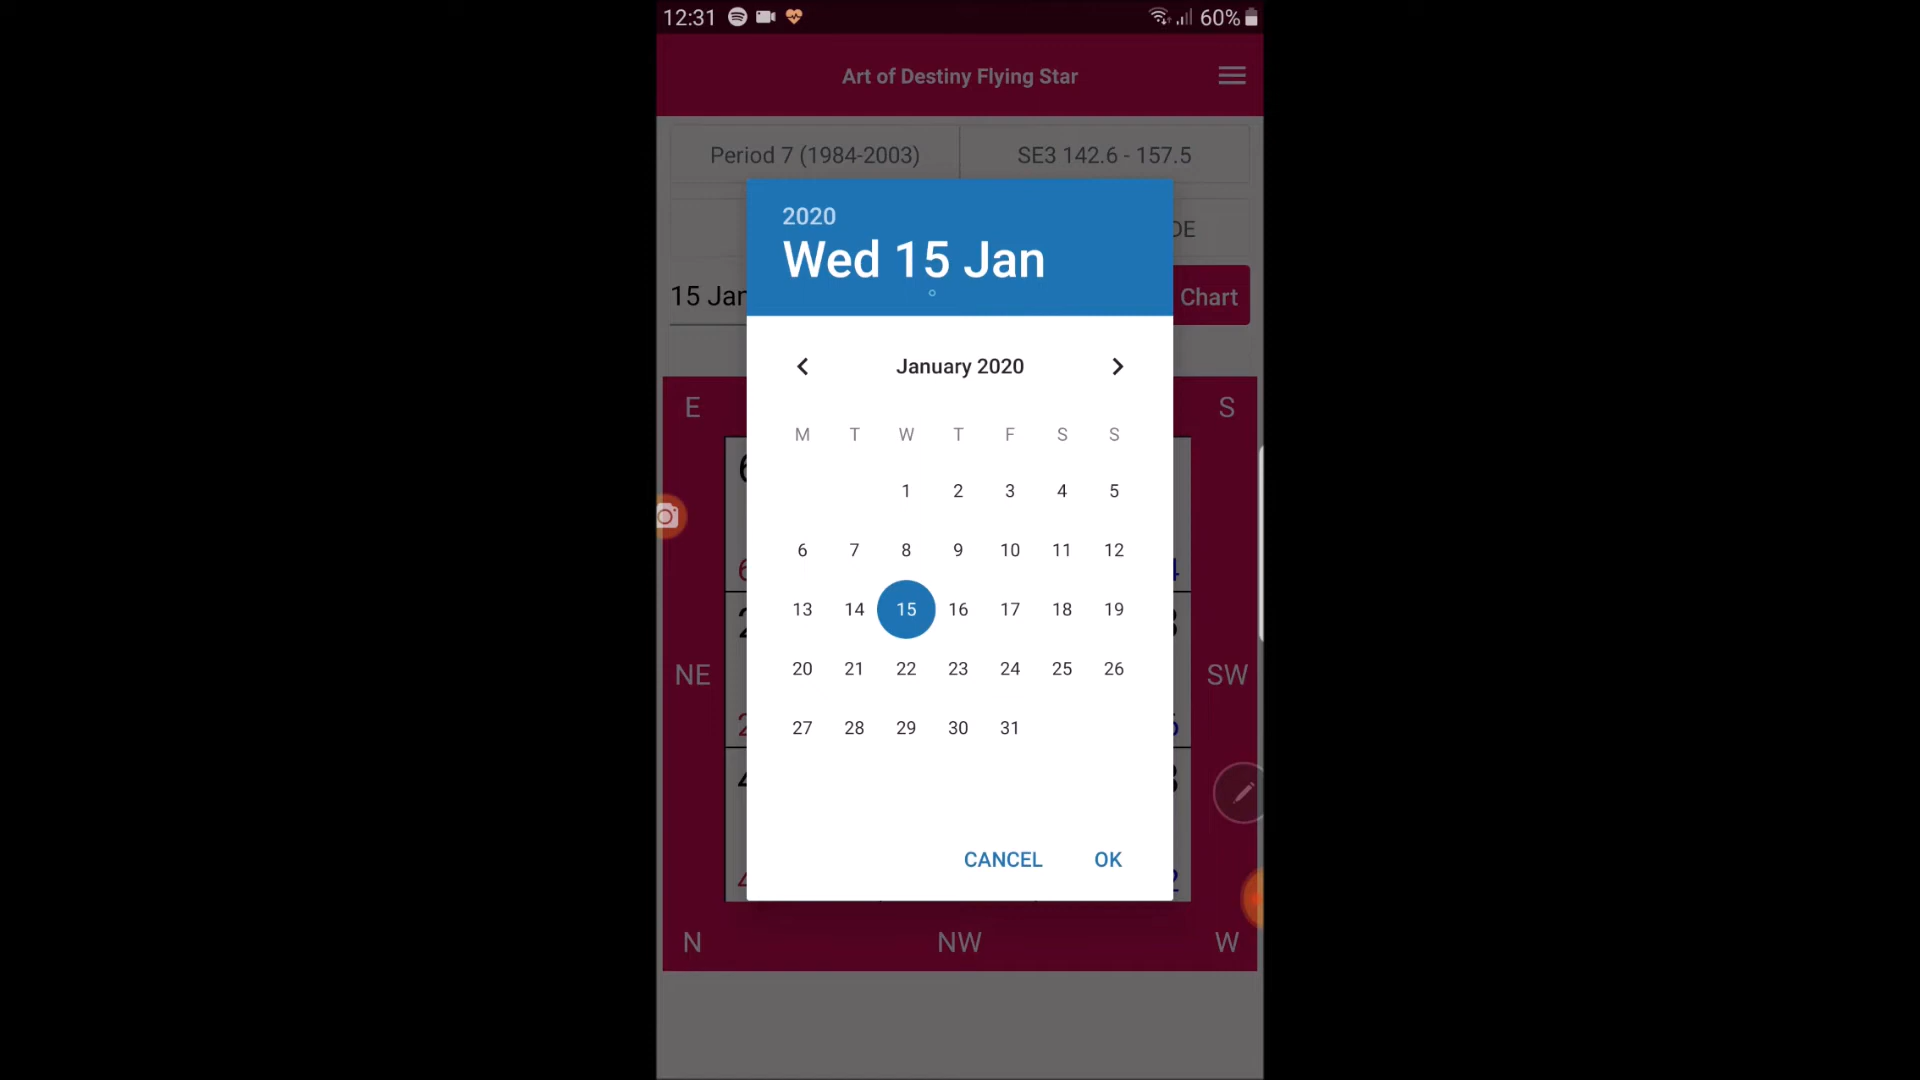 12:31 60%
Art of Destiny Flying Star
Period 7 (1984-2003) SE3 142.6 - 157.5
2020
DE
Wed 15 Jan
15 Jan Chart
January 2020
E S
M T W T F S S
1 2 3 4 5
6 7 8 9 10 11 12
13 14 15 16 17 18 19
NE 20 21 22 23 24 25 26 SW
27 28 29 30 31
CANCEL OK
N NW W